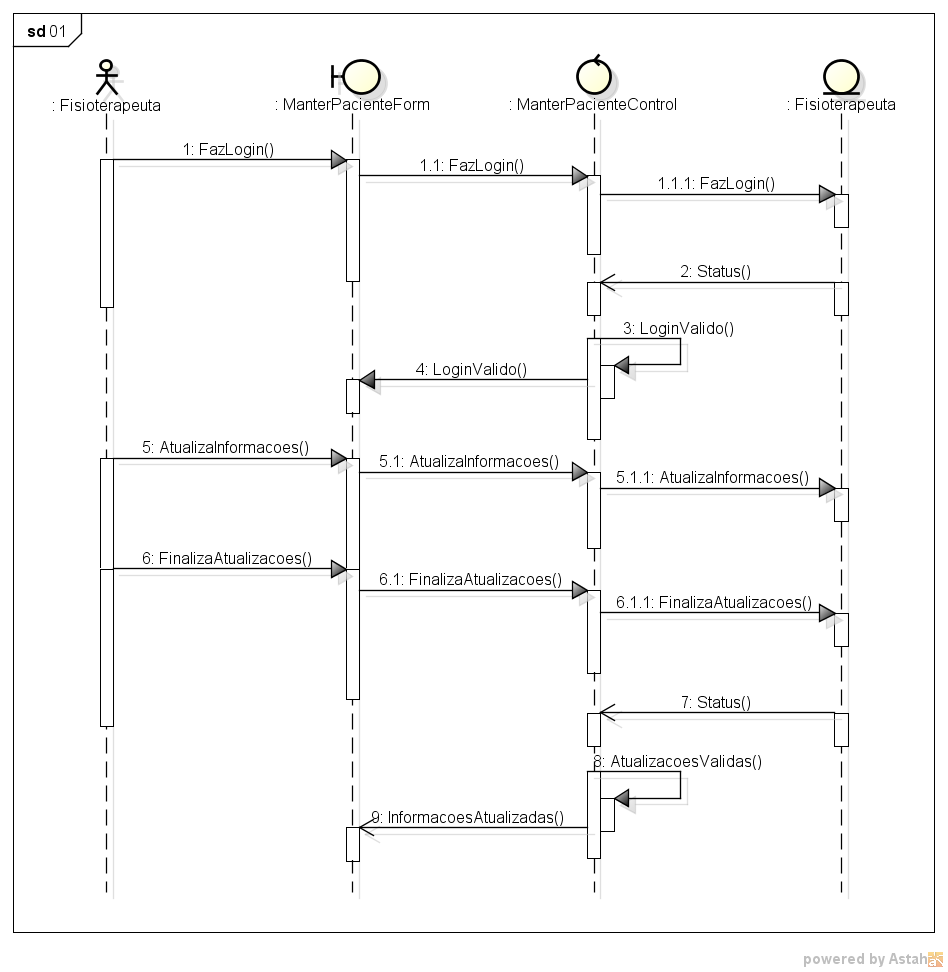 sd 01
: Fisioterapeuta
: ManterPacienteForm
: ManterPacienteControl
: Fisioterapeuta
1: FazLogin()
1.1: FazLogin()
1.1.1: FazLogin()
2: Status()
3: LoginValido()
4: LoginValido()
5: AtualizaInformacoes()
5.1: AtualizaInformacoes()
5.1.1: AtualizaInformacoes()
6: FinalizaAtualizacoes()
6.1: FinalizaAtualizacoes()
6.1.1: FinalizaAtualizacoes()
7: Status()
8: AtualizacoesValidas()
9: InformacoesAtualizadas()
powered by Astah